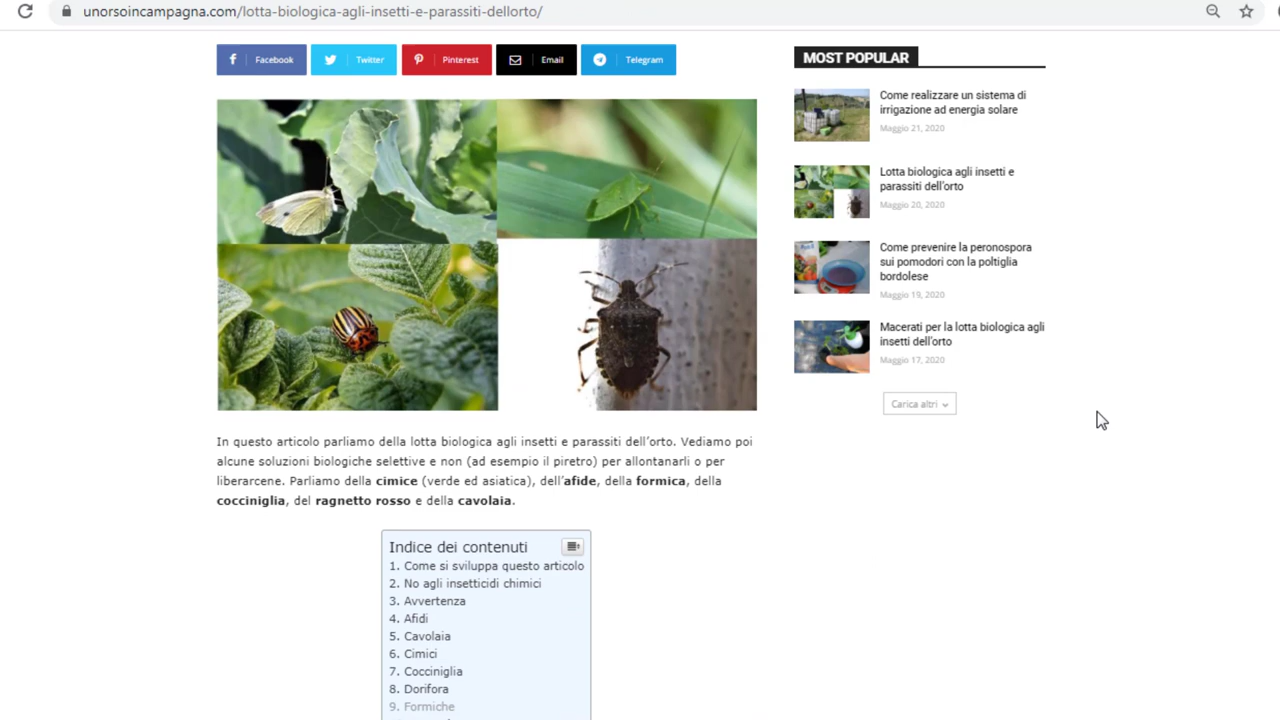 unorsoincampagna.com/lotta-biologica-agli-insetti-e-parassiti-dellorto/
Facebook
Twitter
Pinterest
Email
Telegram
In questo articolo parliamo della lotta biologica agli insetti e parassiti dell’orto. Vediamo poi
alcune soluzioni biologiche selettive e non (ad esempio il piretro) per allontanarli o per
liberarcene. Parliamo della cimice (verde ed asiatica), dell’afide, della formica, della
cocciniglia, del ragnetto rosso e della cavolaia.
Indice dei contenuti
1. Come si sviluppa questo articolo
2. No agli insetticidi chimici
3. Avvertenza
4. Afidi
5. Cavolaia
6. Cimici
7. Cocciniglia
8. Dorifora
9. Formiche
MOST POPULAR
Come realizzare un sistema di
irrigazione ad energia solare
Maggio 21, 2020
Lotta biologica agli insetti e
parassiti dell’orto
Maggio 20, 2020
Come prevenire la peronospora
sui pomodori con la poltiglia
bordolese
Maggio 19, 2020
Macerati per la lotta biologica agli
insetti dell’orto
Maggio 17, 2020
Carica altri